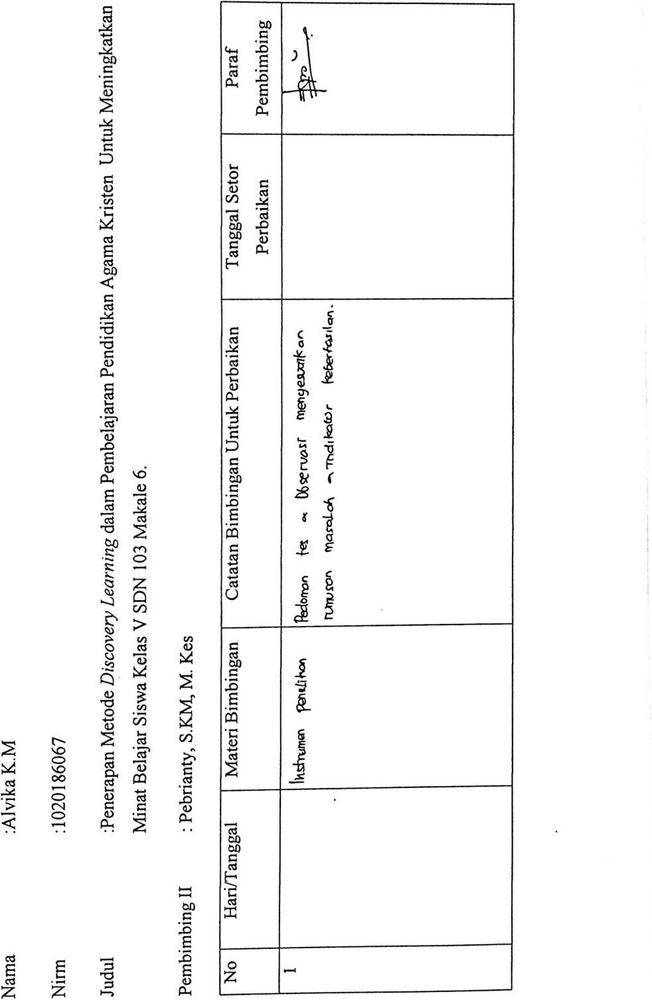 Nama :Alvika K.M
Nirm :1020186067
Judul :Penerapan Metode Discovery Learning dalam Pembelajaran Pendidikan Agama Kristen Untuk Meningkatkan
Minat Belajar Siswa Kelas V SDN 103 Makale 6.
Pembimbing II : Pebrianty, S.KM, M. Kes
No
Hari/Tanggal
Materi Bimbingan
Catatan Bimbingan Untuk Perbaikan
Tanggal Setor
Perbaikan
Paraf
Pembimbing
1
Instrumen penelitian
Pedoman tes & Observasi menyesuaikan
rumusan masalah & indikator keberhasilan.